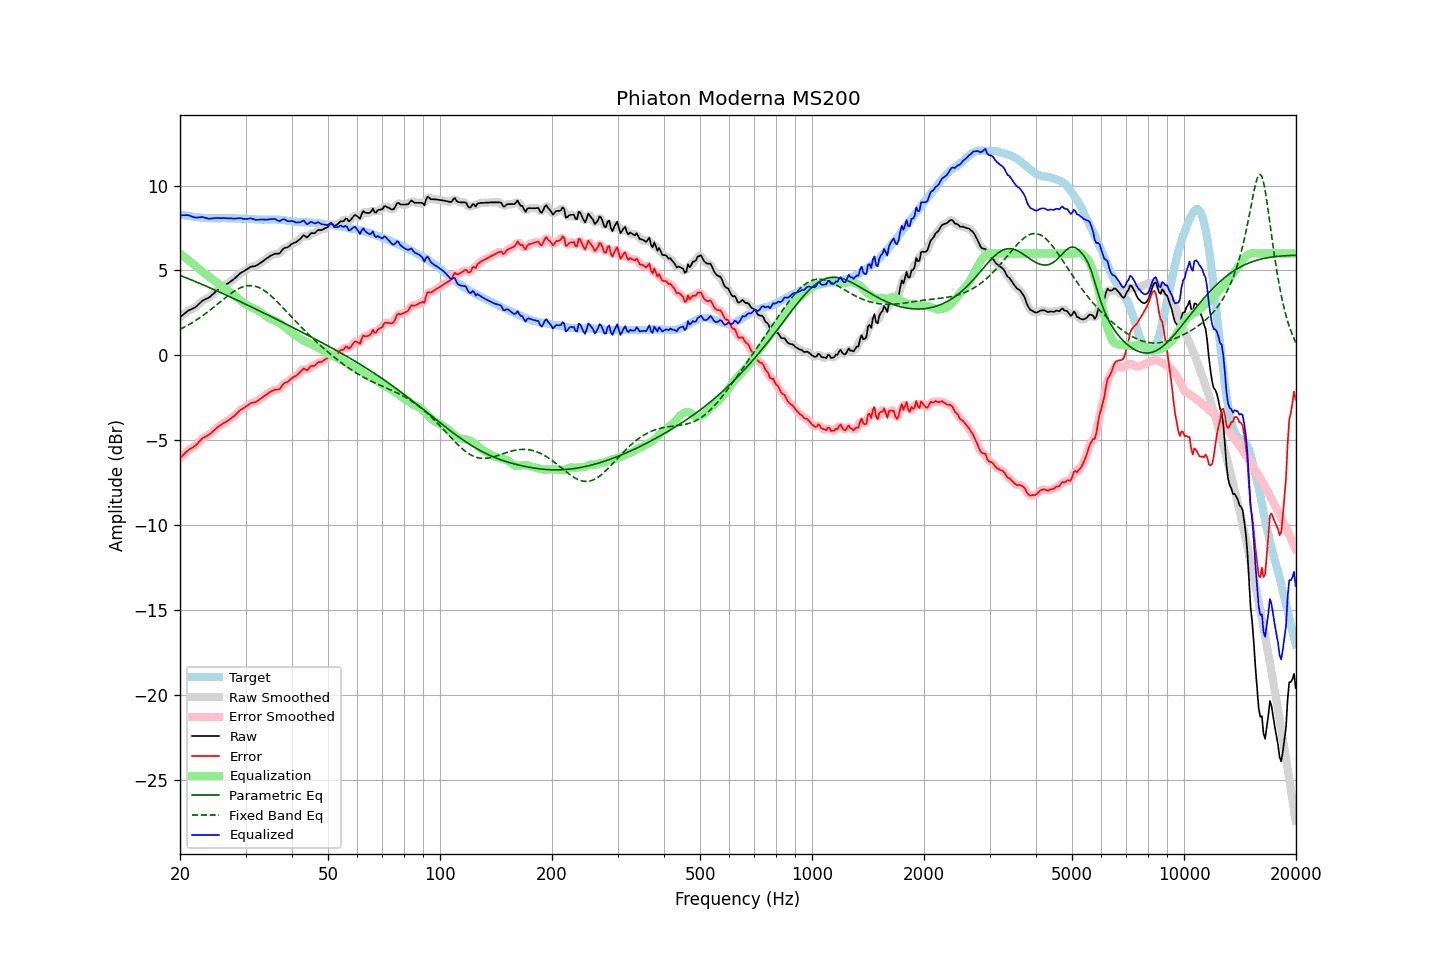 Phiaton Moderna MS200
Amplitude (dBr)
10
5
0
−5
−10
−15
−20
−25
Target
Raw Smoothed
Error Smoothed
Raw
Error
Equalization
Parametric Eq
Fixed Band Eq
Equalized
20 50 100 200 500 1000 2000 5000 10000 20000
Frequency (Hz)